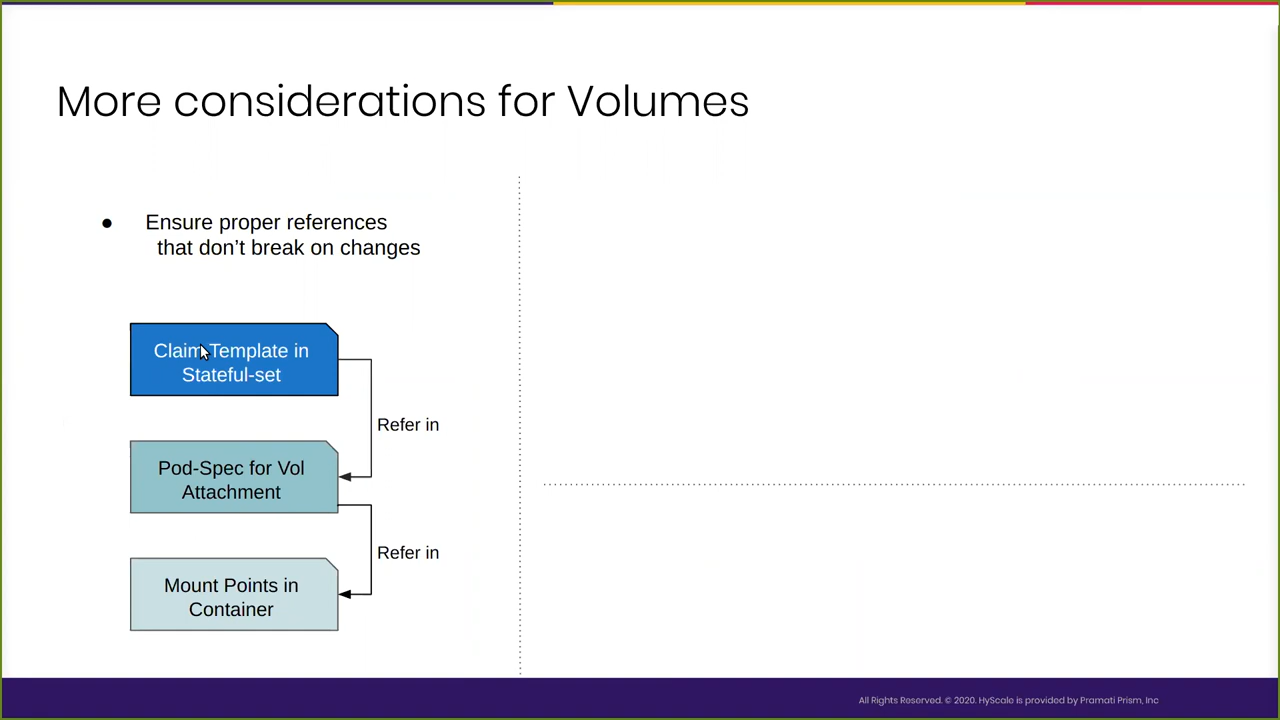 More considerations for Volumes
● Ensure proper references
that don’t break on changes
Claim Template in
Stateful-set
Refer in
Pod-Spec for Vol
Attachment
Refer in
Mount Points in
Container
All Rights Reserved. © 2020. HyScale is provided by Pramati Prism, Inc